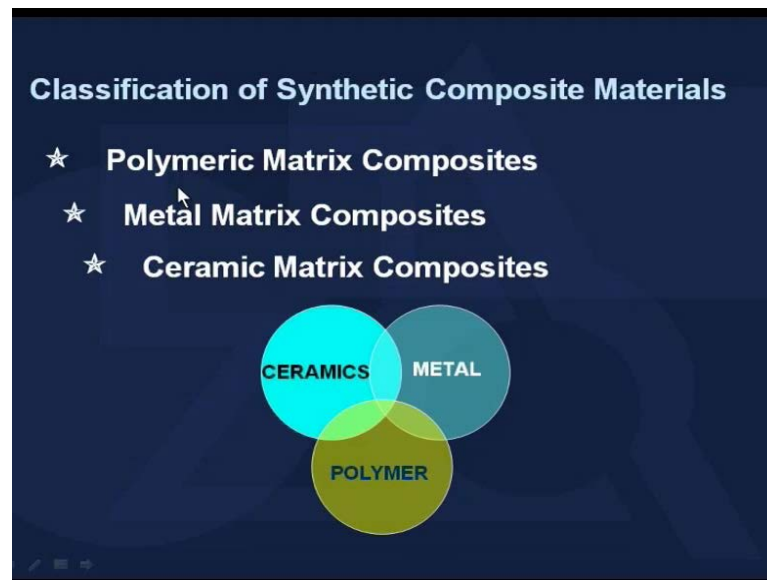 Classification of Synthetic Composite Materials
Polymeric Matrix Composites
Metal Matrix Composites
Ceramic Matrix Composites
CERAMICS
METAL
POLYMER